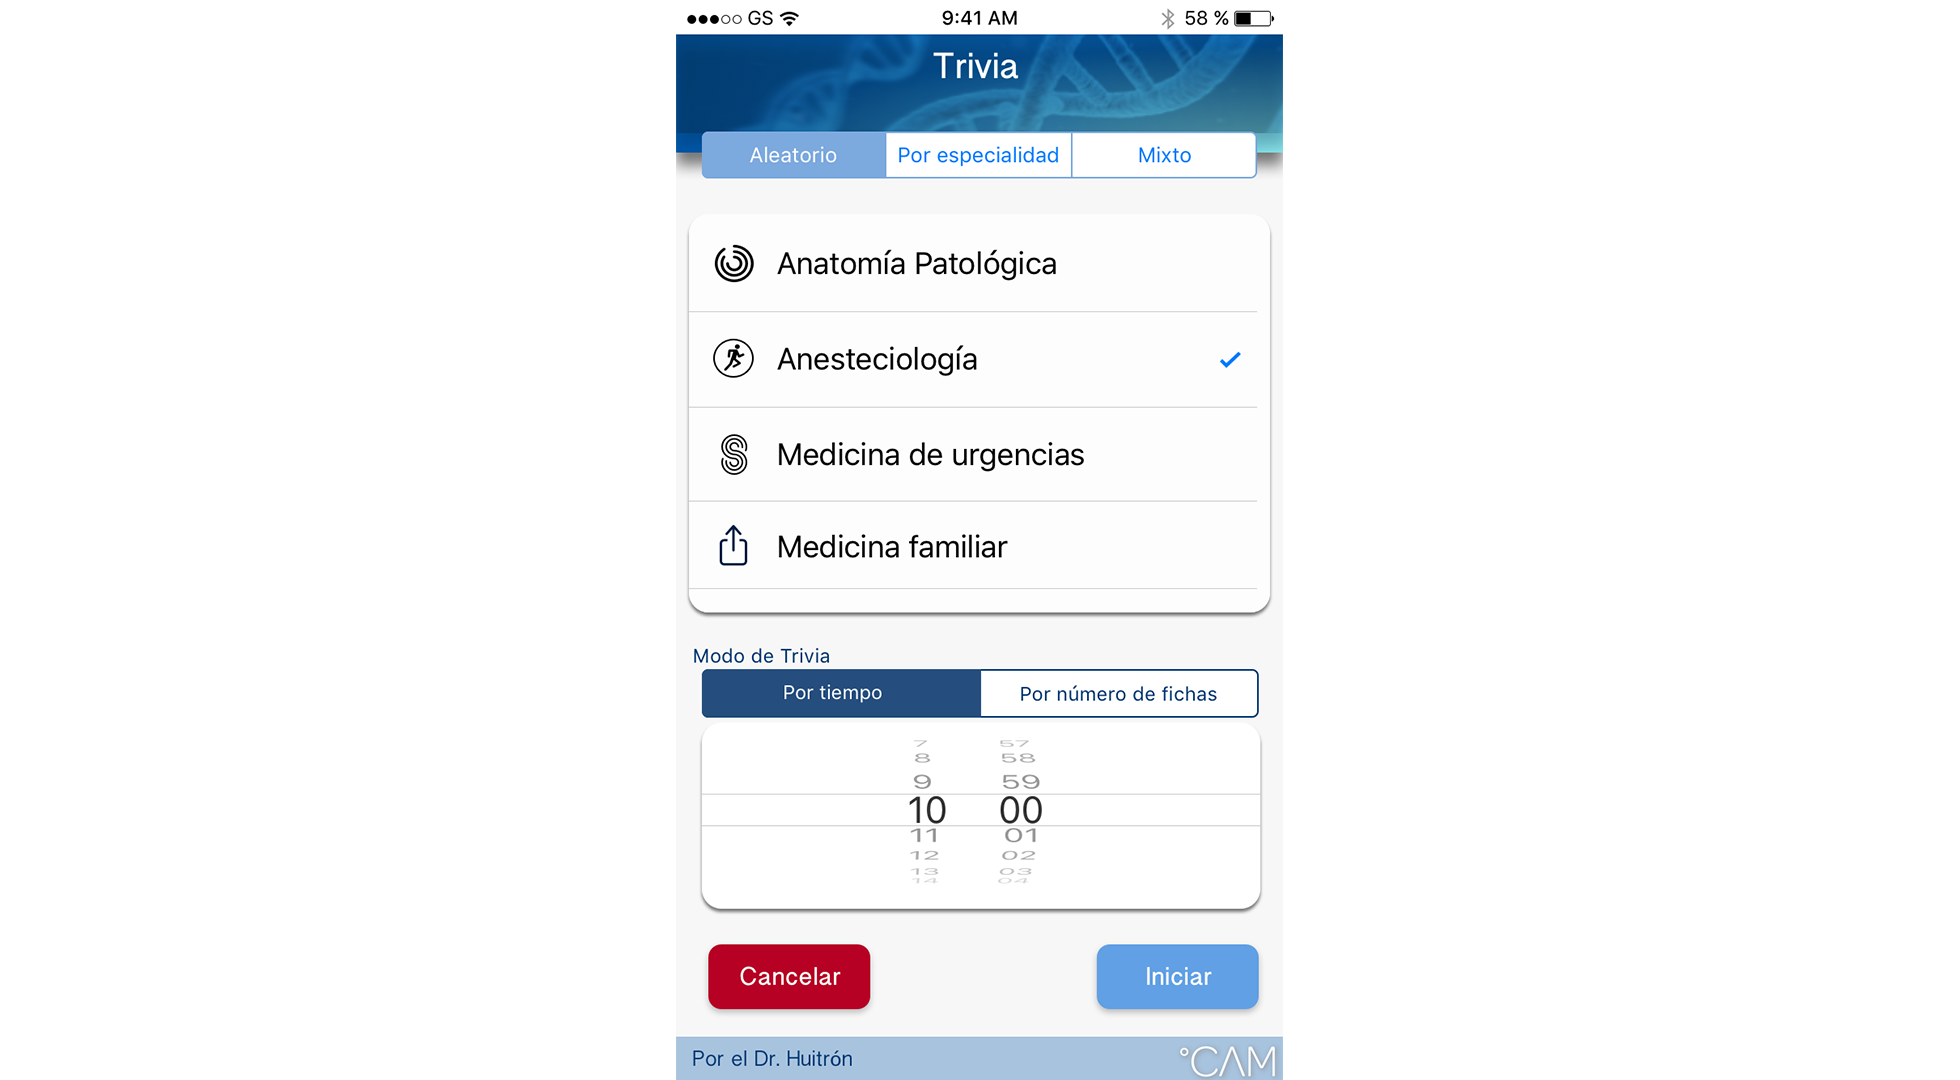 GS 9:41 AM 58 %
Trivia
Aleatorio Por especialidad Mixto
Anatomía Patológica
Anesteciología
Medicina de urgencias
Medicina familiar
Modo de Trivia
Por tiempo Por número de fichas
7 57
8 58
9 59
10 00
11 01
12 02
13 03
14 04
Cancelar Iniciar
Por el Dr. Huitrón °CAM